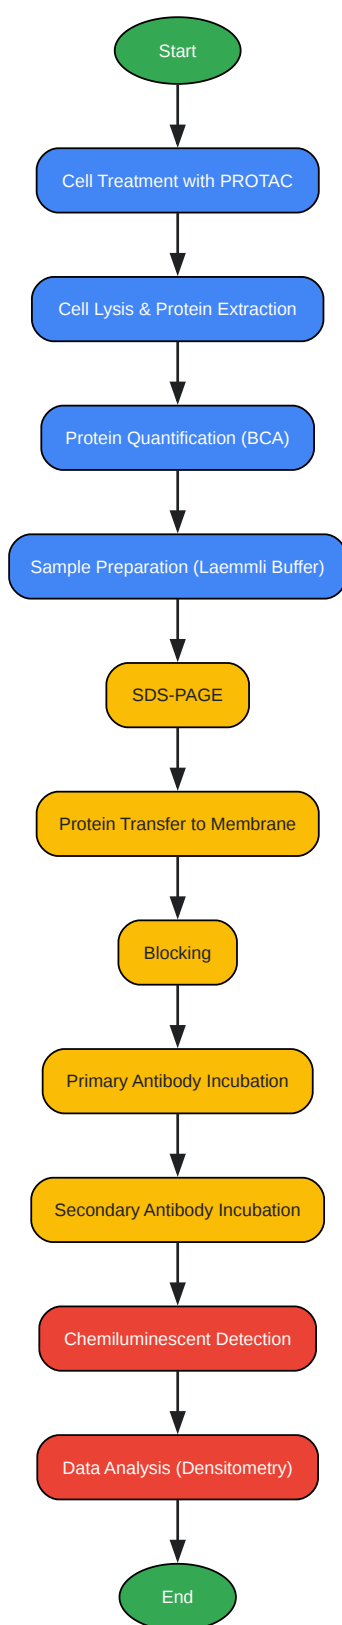 Start
Cell Treatment with PROTAC
Cell Lysis & Protein Extraction
Protein Quantification (BCA)
Sample Preparation (Laemmli Buffer)
SDS-PAGE
Protein Transfer to Membrane
Blocking
Primary Antibody Incubation
Secondary Antibody Incubation
Chemiluminescent Detection
Data Analysis (Densitometry)
End